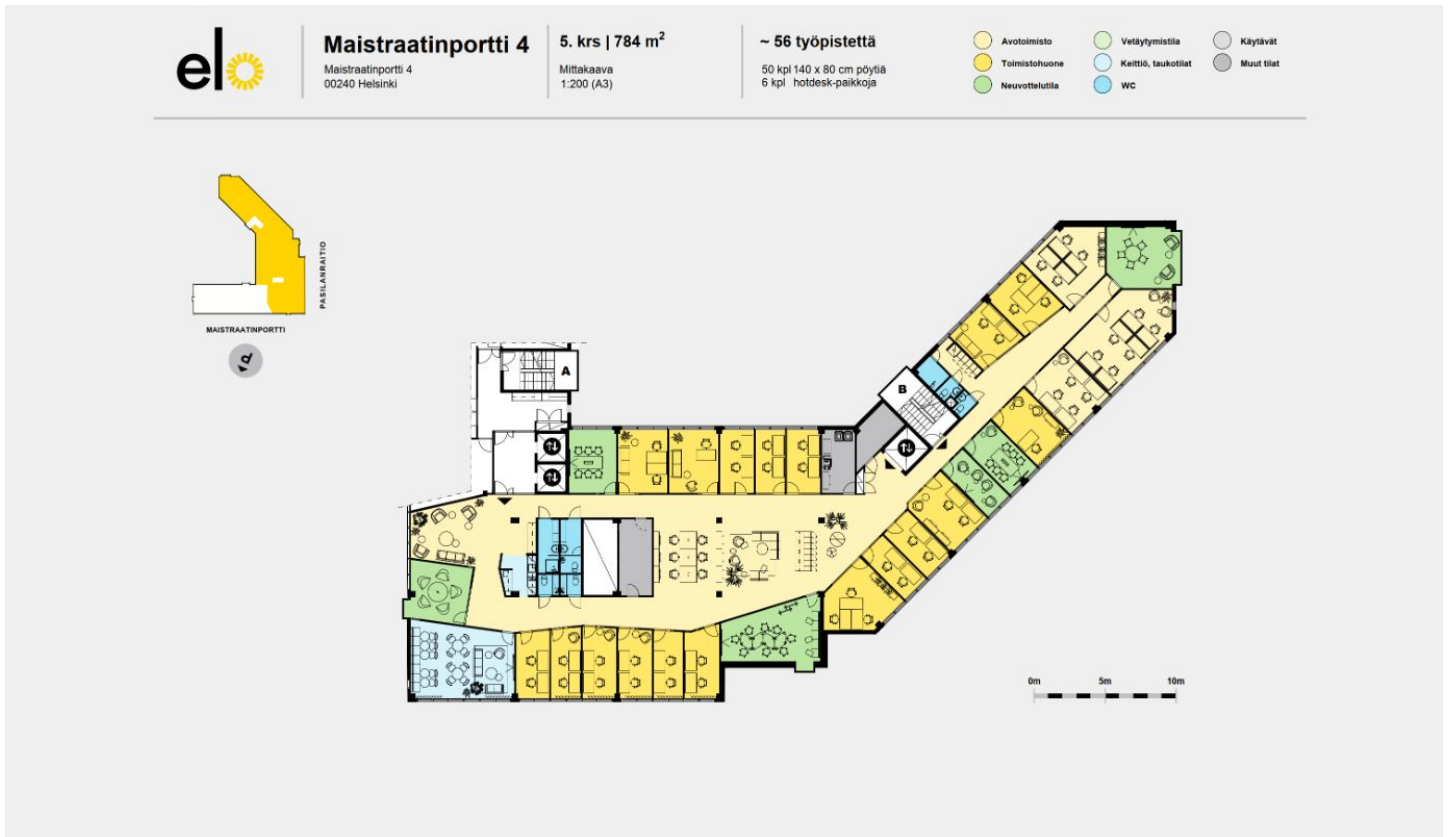 elo
Maistraatinportti 4
Maistraatinportti 4
00240 Helsinki
5. krs | 784 m²
Mittakaava
1:200 (A3)
~ 56 työpistettä
50 kpl 140 x 80 cm pöytiä
6 kpl hotdesk-paikkoja
Avotoimisto
Toimistohuone
Neuvottelutila
Vetäytymistila
Keittiö, taukotilat
WC
Käytävät
Muut tilat
PASILANRAITIO
MAISTRAATINPORTTI
P
A
B
0m 5m 10m